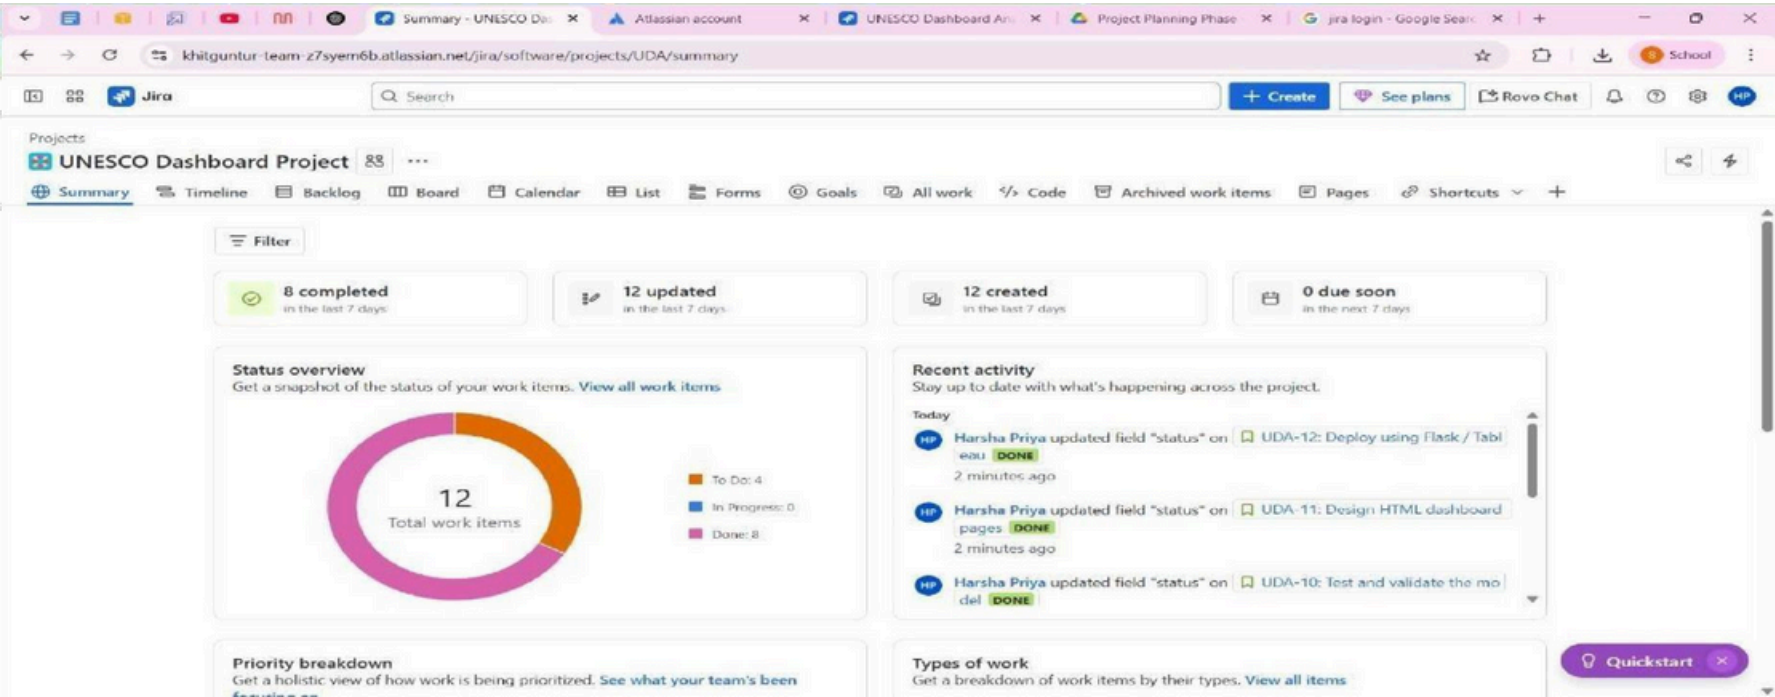 Summary - UNESCO Das
Atlassian account
UNESCO Dashboard An
Project Planning Phase
jira login - Google Searc
khitguntur-team-z7syem6b.atlassian.net/jira/software/projects/UDA/summary
School
Jira
Search
+ Create
See plans
Rovo Chat
HP
Projects
UNESCO Dashboard Project
Summary Timeline Backlog Board Calendar List Forms Goals All work Code Archived work items Pages Shortcuts
Filter
8 completed
in the last 7 days
12 updated
in the last 7 days
12 created
in the last 7 days
0 due soon
in the next 7 days
Status overview
Get a snapshot of the status of your work items. View all work items
12
Total work items
To Do: 4
In Progress: 0
Done: 8
Recent activity
Stay up to date with what's happening across the project.
Today
HP Harsha Priya updated field "status" on UDA-12: Deploy using Flask / Tabl
eau DONE
2 minutes ago
HP Harsha Priya updated field "status" on UDA-11: Design HTML dashboard
pages DONE
2 minutes ago
HP Harsha Priya updated field "status" on UDA-10: Test and validate the mo
del DONE
Priority breakdown
Get a holistic view of how work is being prioritized. See what your team's been
focusing on
Types of work
Get a breakdown of work items by their types. View all items
Quickstart